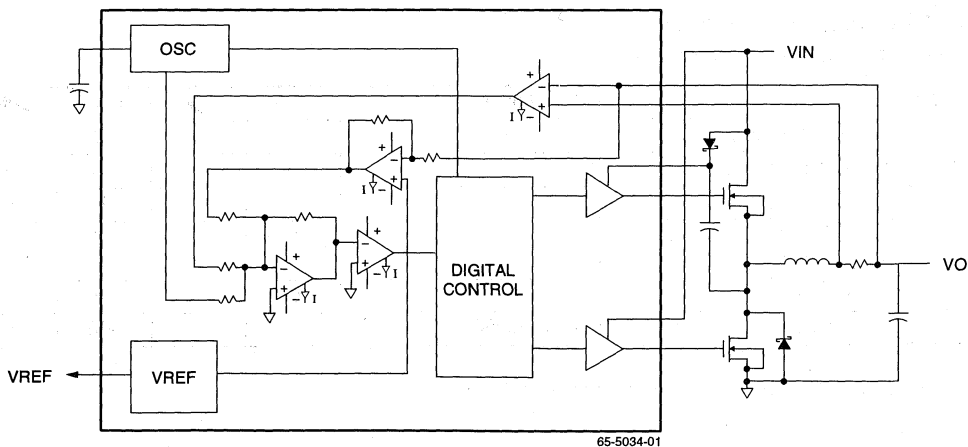 OSC
VIN
+
−
+
I
−
+
−
+
I
−
+
−
+
−
I
+
−
+
−
I
DIGITAL
CONTROL
VO
VREF
VREF
65-5034-01